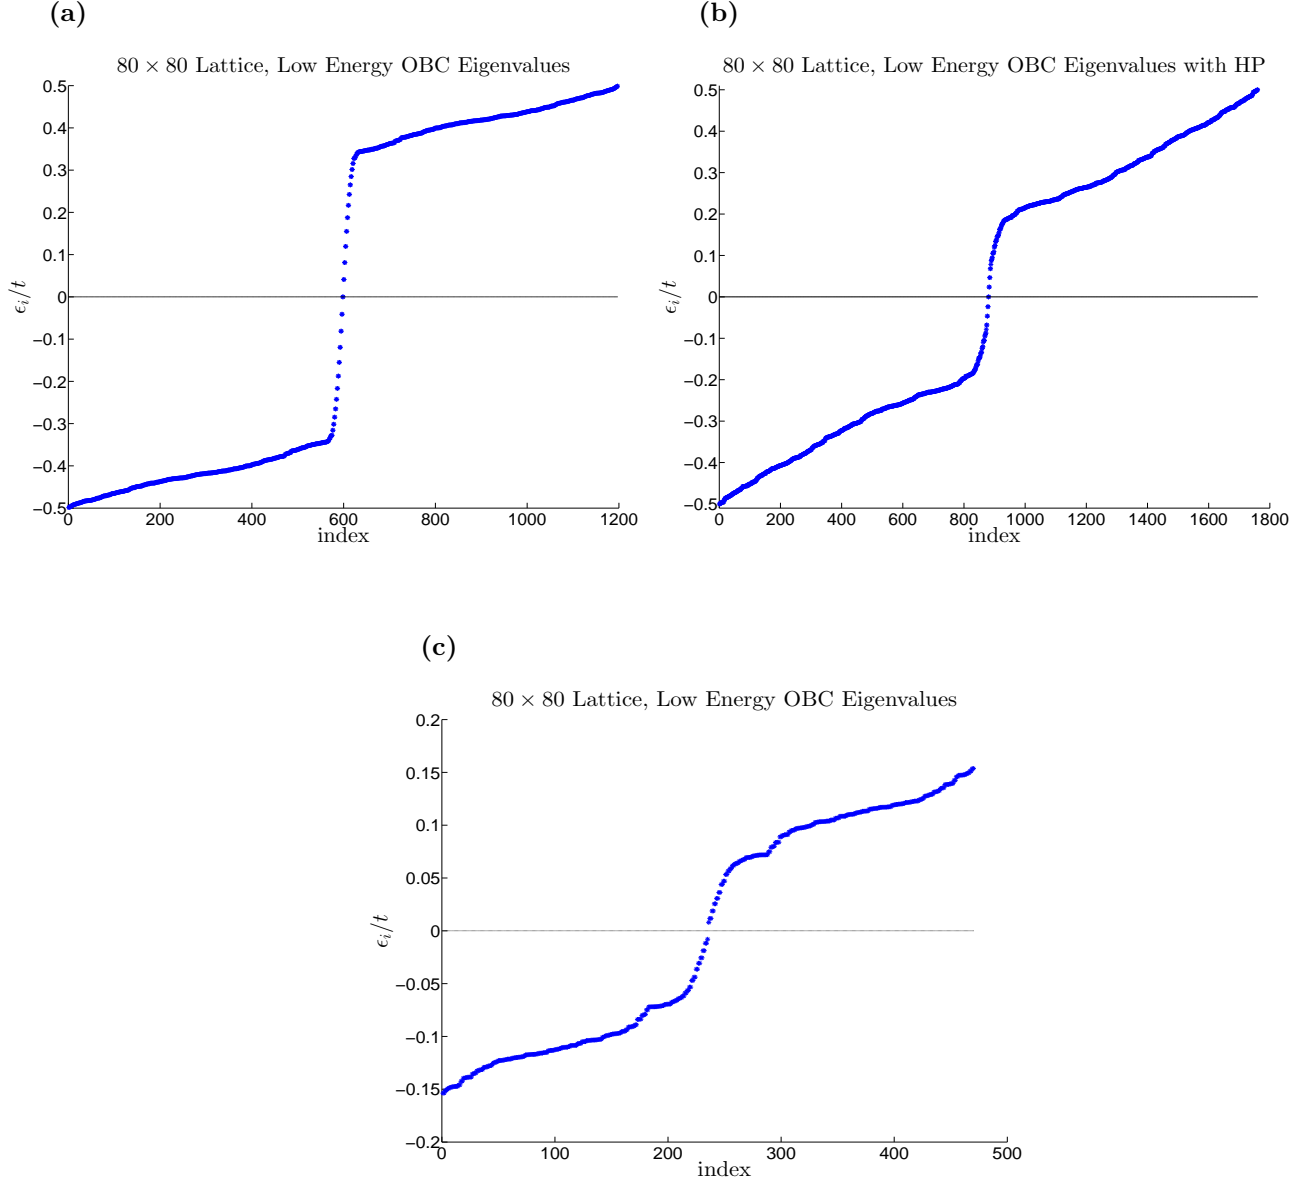 (a)
80 × 80 Lattice, Low Energy OBC Eigenvalues
0.5
0.4
0.3
0.2
0.1
0
−0.1
−0.2
−0.3
−0.4
−0.5
ϵi/t
0 200 400 600 800 1000 1200
index
(b)
80 × 80 Lattice, Low Energy OBC Eigenvalues with HP
0.5
0.4
0.3
0.2
0.1
0
−0.1
−0.2
−0.3
−0.4
−0.5
ϵi/t
0 200 400 600 800 1000 1200 1400 1600 1800
index
(c)
80 × 80 Lattice, Low Energy OBC Eigenvalues
0.2
0.15
0.1
0.05
0
−0.05
−0.1
−0.15
−0.2
ϵi/t
0 100 200 300 400 500
index